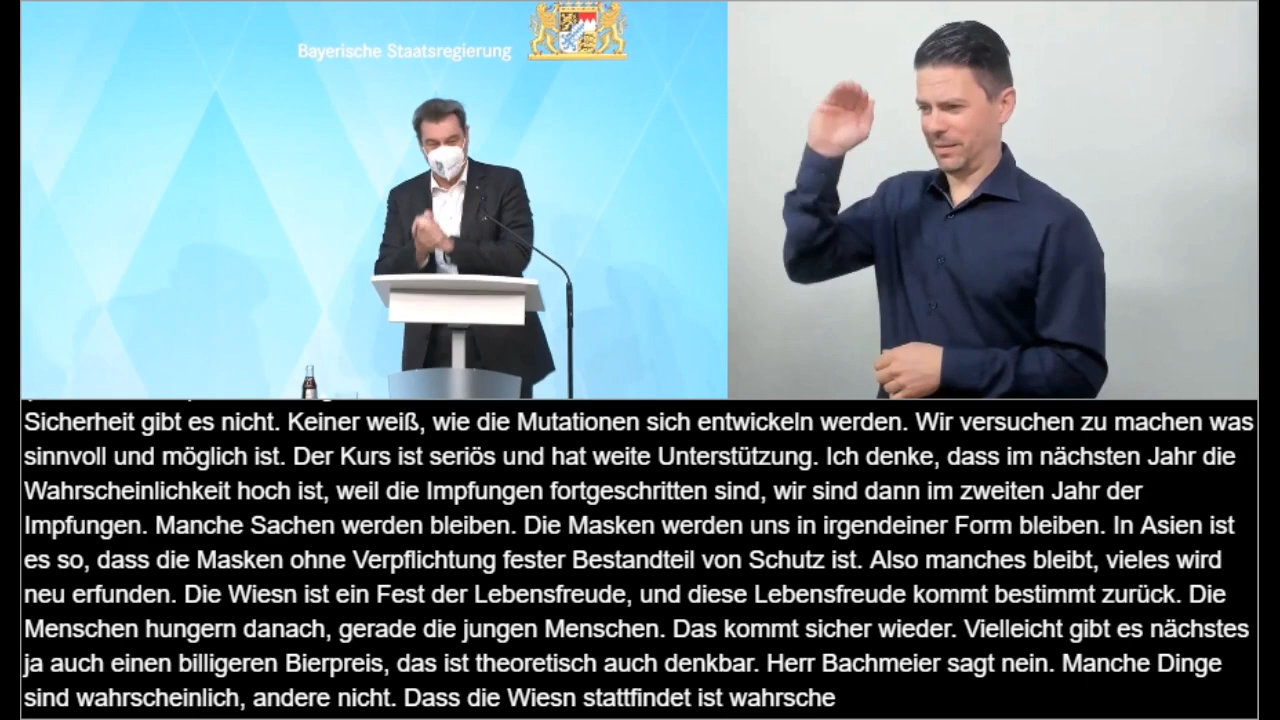 Bayerische Staatsregierung
Sicherheit gibt es nicht. Keiner weiß, wie die Mutationen sich entwickeln werden. Wir versuchen zu machen was
sinnvoll und möglich ist. Der Kurs ist seriös und hat weite Unterstützung. Ich denke, dass im nächsten Jahr die
Wahrscheinlichkeit hoch ist, weil die Impfungen fortgeschritten sind, wir sind dann im zweiten Jahr der
Impfungen. Manche Sachen werden bleiben. Die Masken werden uns in irgendeiner Form bleiben. In Asien ist
es so, dass die Masken ohne Verpflichtung fester Bestandteil von Schutz ist. Also manches bleibt, vieles wird
neu erfunden. Die Wiesn ist ein Fest der Lebensfreude, und diese Lebensfreude kommt bestimmt zurück. Die
Menschen hungern danach, gerade die jungen Menschen. Das kommt sicher wieder. Vielleicht gibt es nächstes
ja auch einen billigeren Bierpreis, das ist theoretisch auch denkbar. Herr Bachmeier sagt nein. Manche Dinge
sind wahrscheinlich, andere nicht. Dass die Wiesn stattfindet ist wahrsche